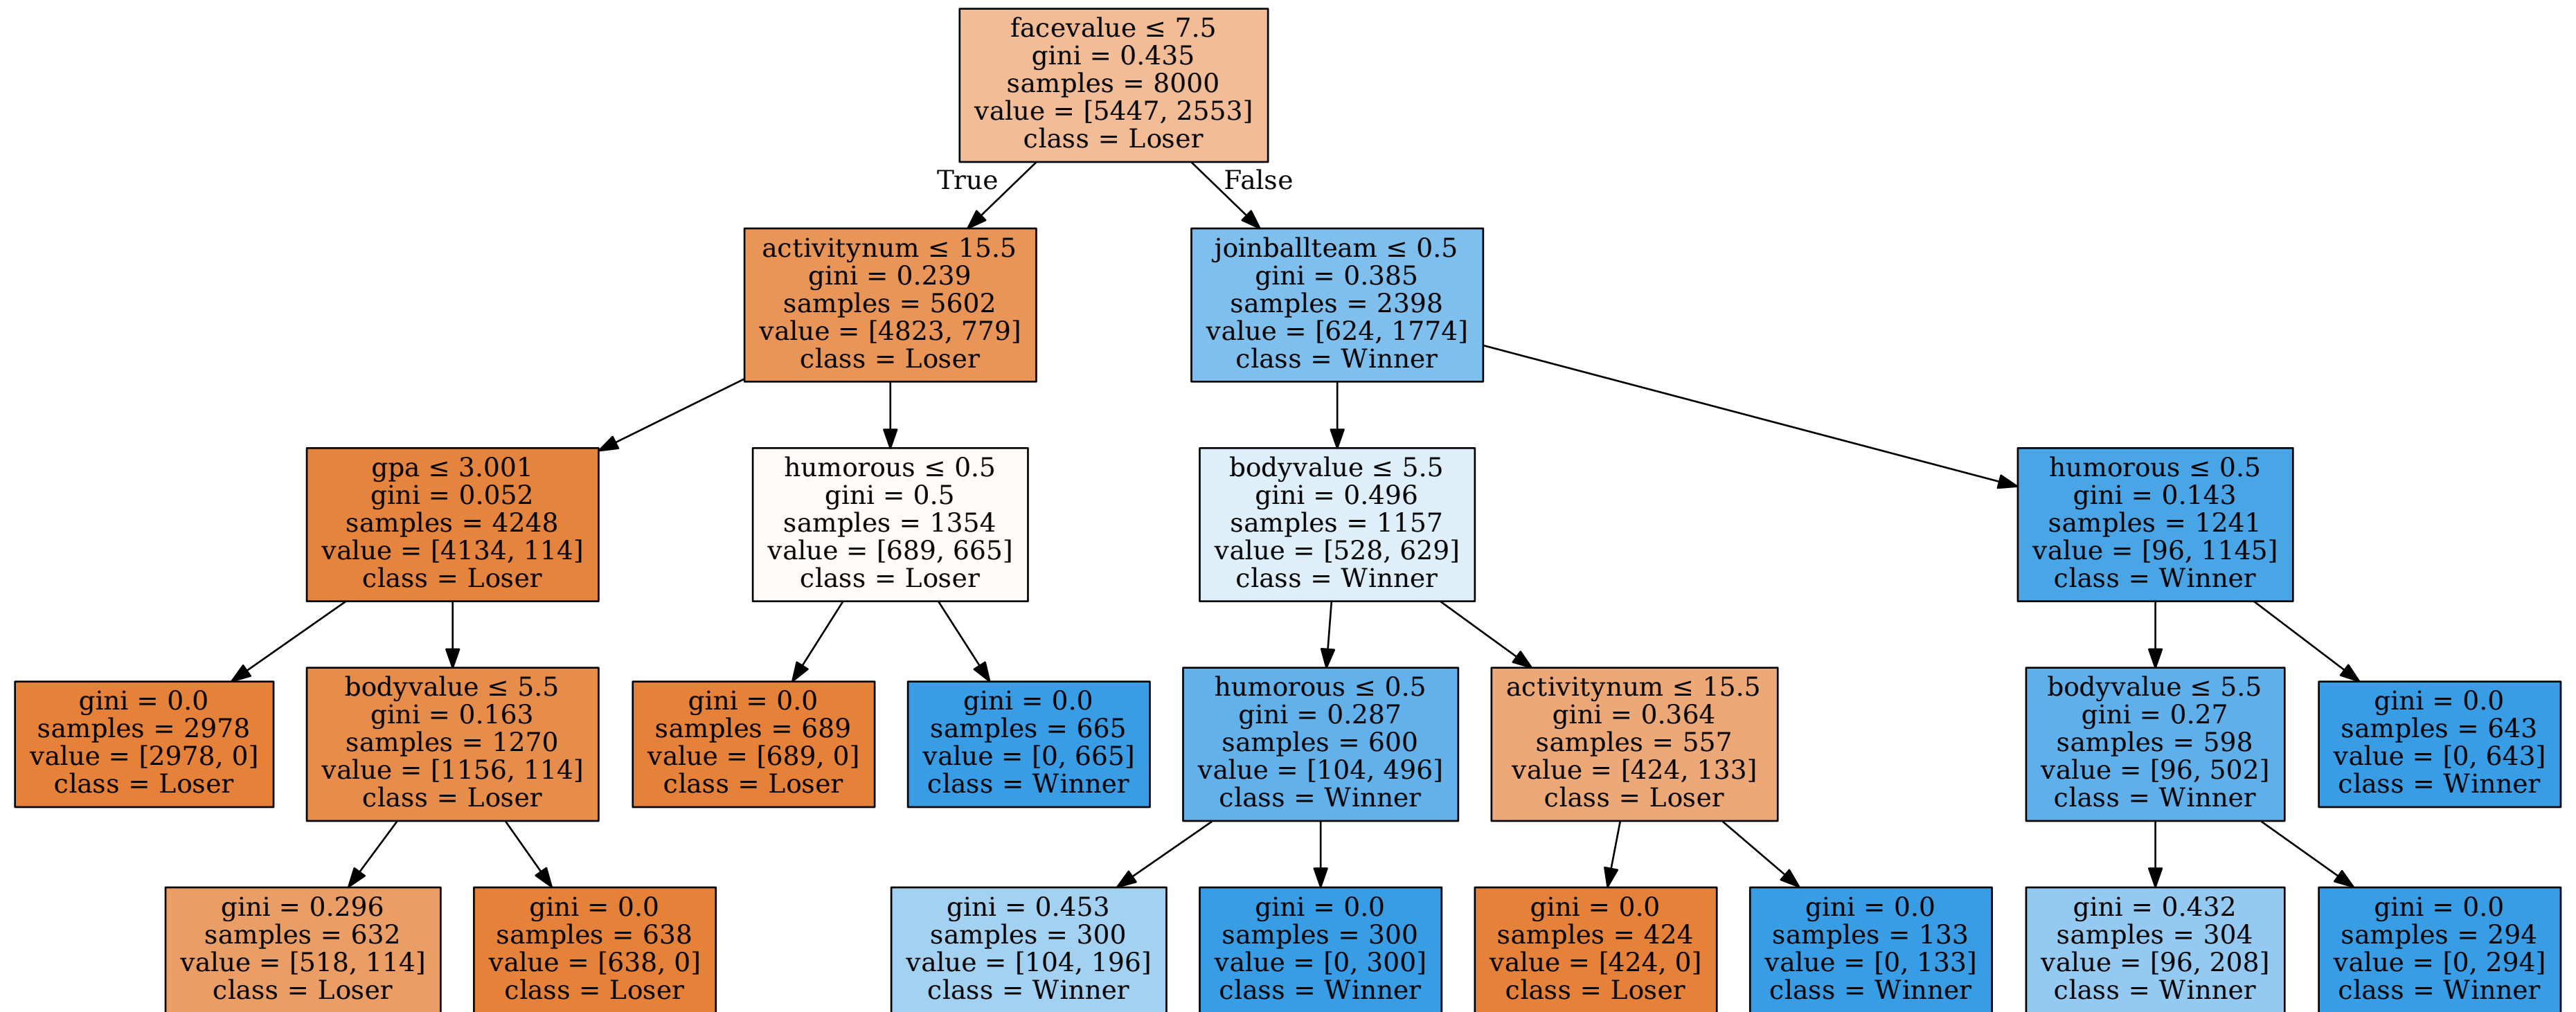 facevalue ≤ 7.5
gini = 0.435
samples = 8000
value = [5447, 2553]
class = Loser
True
False
activitynum ≤ 15.5
gini = 0.239
samples = 5602
value = [4823, 779]
class = Loser
joinballteam ≤ 0.5
gini = 0.385
samples = 2398
value = [624, 1774]
class = Winner
gpa ≤ 3.001
gini = 0.052
samples = 4248
value = [4134, 114]
class = Loser
humorous ≤ 0.5
gini = 0.5
samples = 1354
value = [689, 665]
class = Loser
bodyvalue ≤ 5.5
gini = 0.496
samples = 1157
value = [528, 629]
class = Winner
humorous ≤ 0.5
gini = 0.143
samples = 1241
value = [96, 1145]
class = Winner
gini = 0.0
samples = 2978
value = [2978, 0]
class = Loser
bodyvalue ≤ 5.5
gini = 0.163
samples = 1270
value = [1156, 114]
class = Loser
gini = 0.0
samples = 689
value = [689, 0]
class = Loser
gini = 0.0
samples = 665
value = [0, 665]
class = Winner
humorous ≤ 0.5
gini = 0.287
samples = 600
value = [104, 496]
class = Winner
activitynum ≤ 15.5
gini = 0.364
samples = 557
value = [424, 133]
class = Loser
bodyvalue ≤ 5.5
gini = 0.27
samples = 598
value = [96, 502]
class = Winner
gini = 0.0
samples = 643
value = [0, 643]
class = Winner
gini = 0.296
samples = 632
value = [518, 114]
class = Loser
gini = 0.0
samples = 638
value = [638, 0]
class = Loser
gini = 0.453
samples = 300
value = [104, 196]
class = Winner
gini = 0.0
samples = 300
value = [0, 300]
class = Winner
gini = 0.0
samples = 424
value = [424, 0]
class = Loser
gini = 0.0
samples = 133
value = [0, 133]
class = Winner
gini = 0.432
samples = 304
value = [96, 208]
class = Winner
gini = 0.0
samples = 294
value = [0, 294]
class = Winner